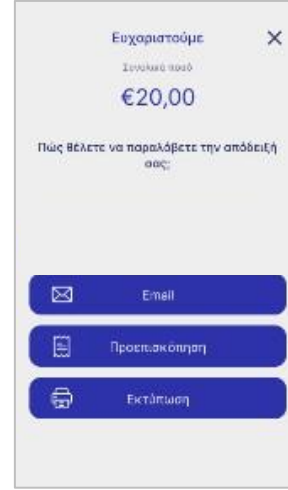 Ευχαριστούμε
Συνολικό ποσό
€20,00
Πώς θέλετε να παραλάβετε την απόδειξή
σας;
Email
Προεπισκόπηση
Εκτύπωση